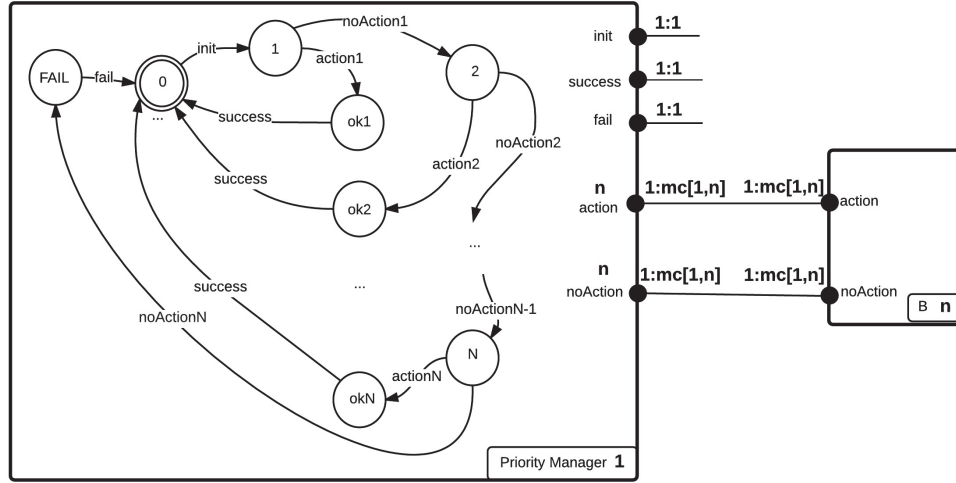 noAction1
1:1
init
init
1
action1
2
1:1
success
FAIL
fail
0
...
success
ok1
1:1
fail
noAction2
action2
success
ok2
n
action
1:mc[1,n]
1:mc[1,n]
action
...
...
success
n
noAction
1:mc[1,n]
1:mc[1,n]
noAction
noActionN
noActionN-1
B n
N
actionN
okN
Priority Manager 1